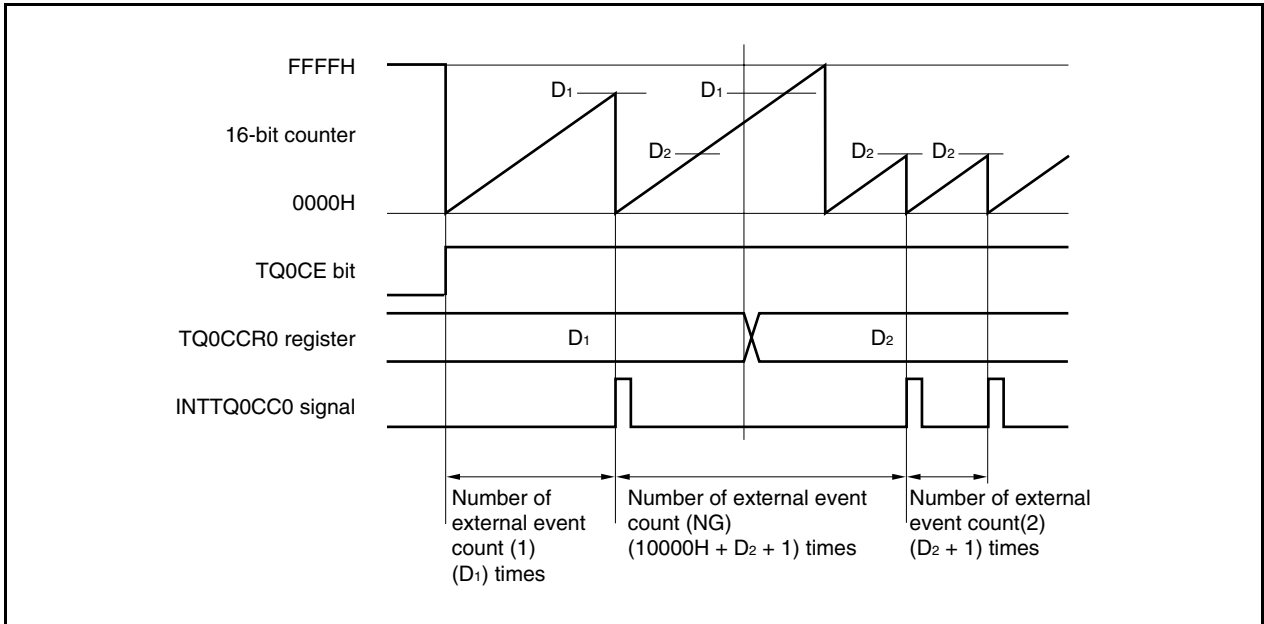 FFFFH
D1
D1
16-bit counter
D2
D2
D2
0000H
TQ0CE bit
TQ0CCR0 register
D1
D2
INTTQ0CC0 signal
Number of
external event
count (1)
(D1) times
Number of external event
count (NG)
(10000H + D2 + 1) times
Number of external
event count(2)
(D2 + 1) times